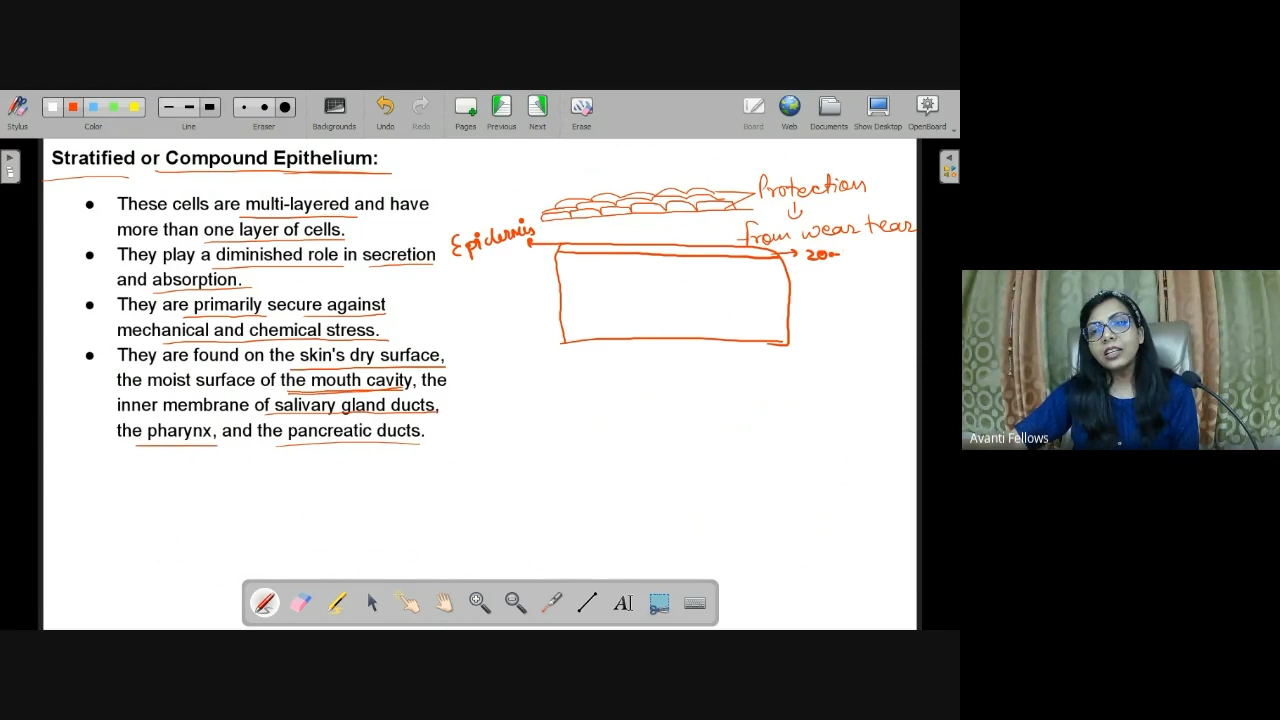 Stylus
Color
Line
Eraser
Backgrounds
Undo
Redo
Pages
Previous
Next
Erase
Board
Web
Documents
Show Desktop
OpenBoard
Stratified or Compound Epithelium:
● These cells are multi-layered and have
more than one layer of cells.
● They play a diminished role in secretion
and absorption.
● They are primarily secure against
mechanical and chemical stress.
● They are found on the skin's dry surface,
the moist surface of the mouth cavity, the
inner membrane of salivary gland ducts,
the pharynx, and the pancreatic ducts.
Protection
from wear tear
Epidermis
AI
Avanti Fellows